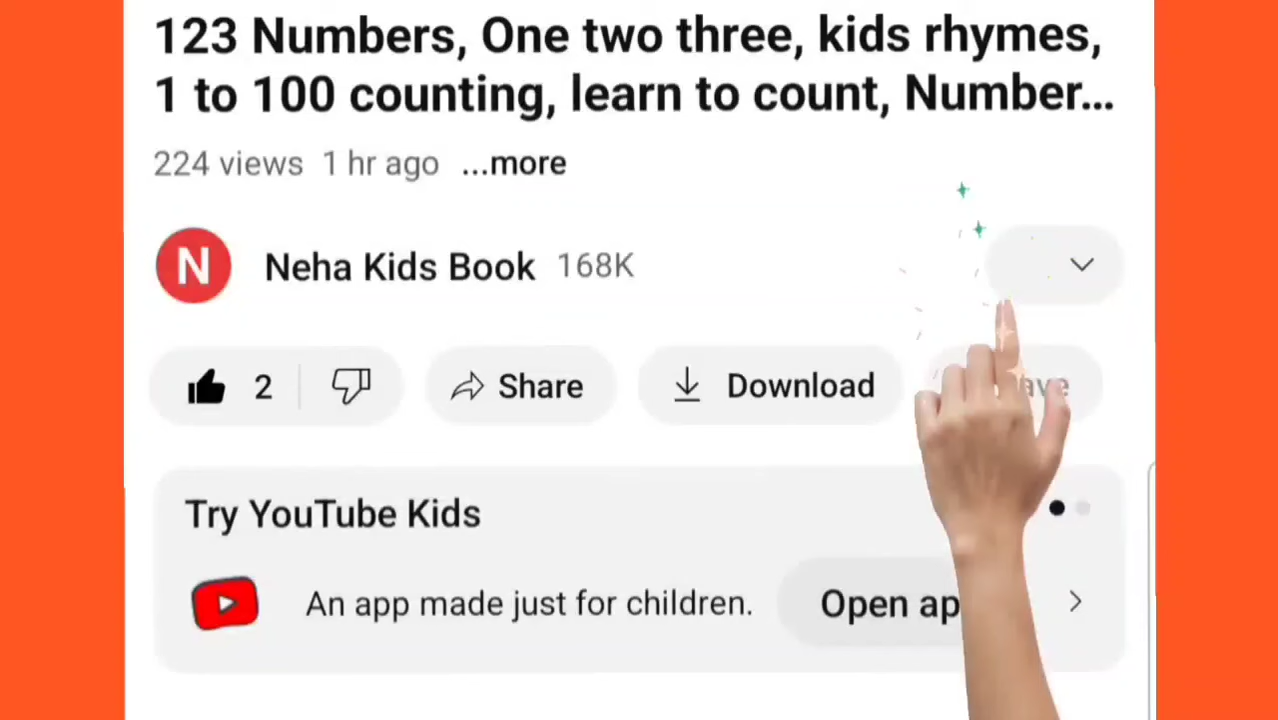 123 Numbers, One two three, kids rhymes,
1 to 100 counting, learn to count, Number...
224 views 1 hr ago ...more
N Neha Kids Book 168K
2 Share Download
Try YouTube Kids
An app made just for children. Open ap